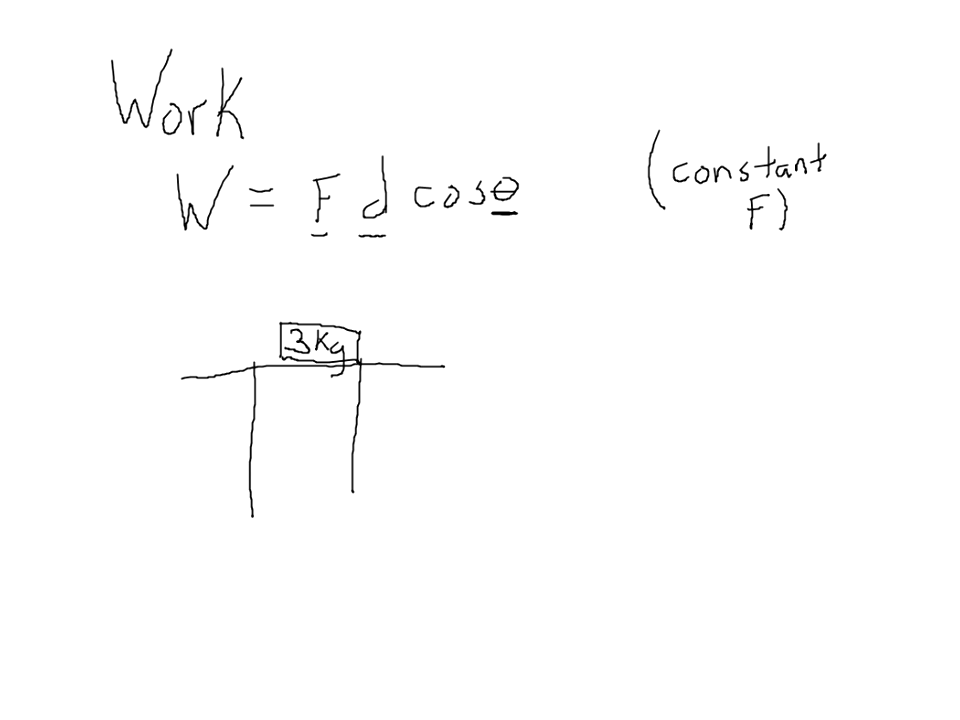 Work
W = F d cosθ
(constant
F)
3Kg